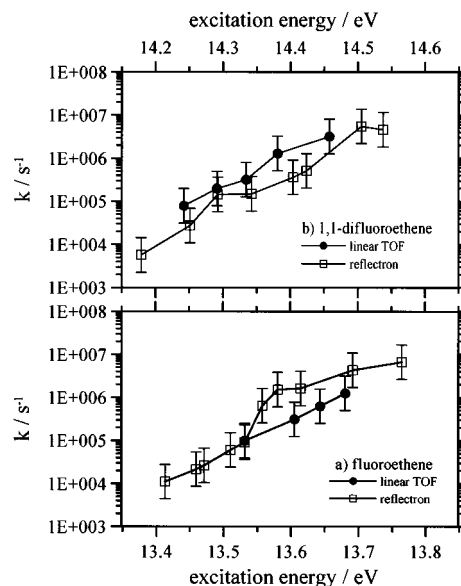 excitation energy / eV
14.2 14.3 14.4 14.5 14.6
1E+008
1E+007
1E+006
1E+005
1E+004
1E+003
k / s⁻¹
b) 1,1-difluoroethene
linear TOF
reflectron
1E+008
1E+007
1E+006
1E+005
1E+004
1E+003
k / s⁻¹
a) fluoroethene
linear TOF
reflectron
13.4 13.5 13.6 13.7 13.8
excitation energy / eV